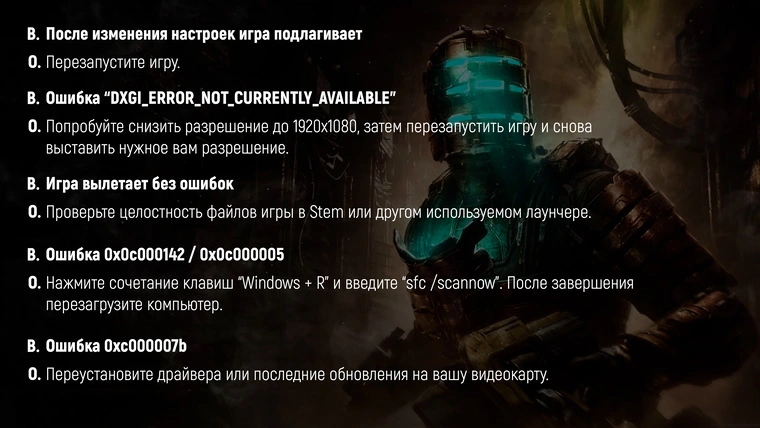 В. После изменения настроек игра подлагивает
О. Перезапустите игру.
В. Ошибка “DXGI_ERROR_NOT_CURRENTLY_AVAILABLE”
О. Попробуйте снизить разрешение до 1920x1080, затем перезапустить игру и снова
выставить нужное вам разрешение.
В. Игра вылетает без ошибок
О. Проверьте целостность файлов игры в Stem или другом используемом лаунчере.
В. Ошибка 0x0c000142 / 0x0c000005
О. Нажмите сочетание клавиш “Windows + R” и введите “sfc /scannow”. После завершения
перезагрузите компьютер.
В. Ошибка 0xc000007b
О. Переустановите драйвера или последние обновления на вашу видеокарту.